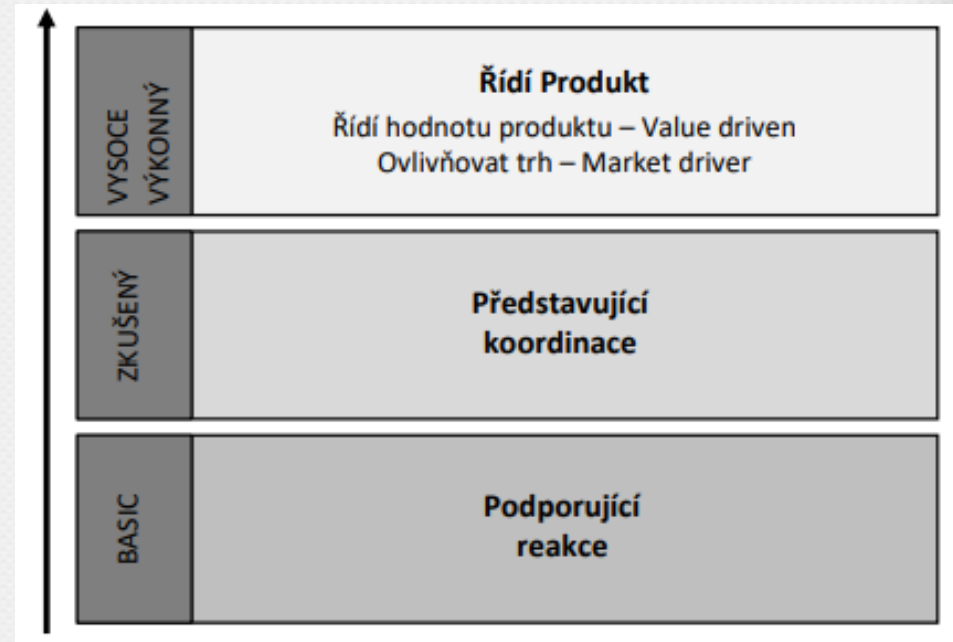 VYSOCE
VÝKONNÝ
Řídí Produkt
Řídí hodnotu produktu – Value driven
Ovlivňovat trh – Market driver
ZKUŠENÝ
Představující
koordinace
BASIC
Podporující
reakce